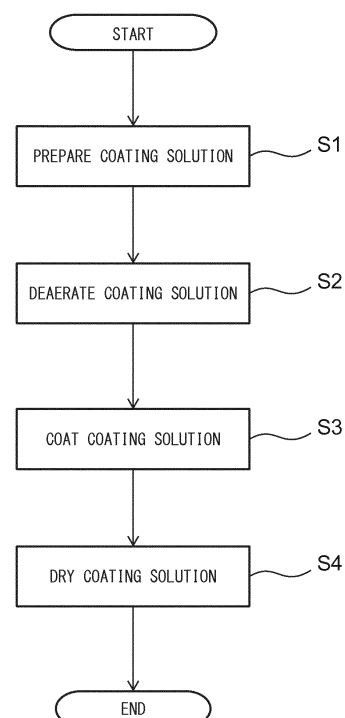 START
PREPARE COATING SOLUTION
S1
DEAERATE COATING SOLUTION
S2
COAT COATING SOLUTION
S3
DRY COATING SOLUTION
S4
END